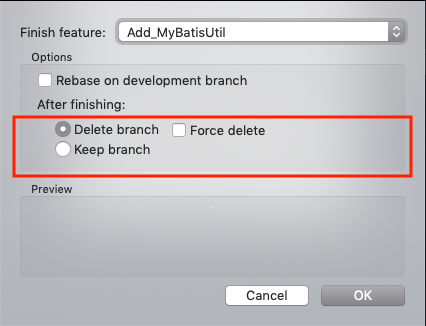 Finish feature: Add_MyBatisUtil
Options
Rebase on development branch
After finishing:
Delete branch Force delete
Keep branch
Preview
Cancel OK